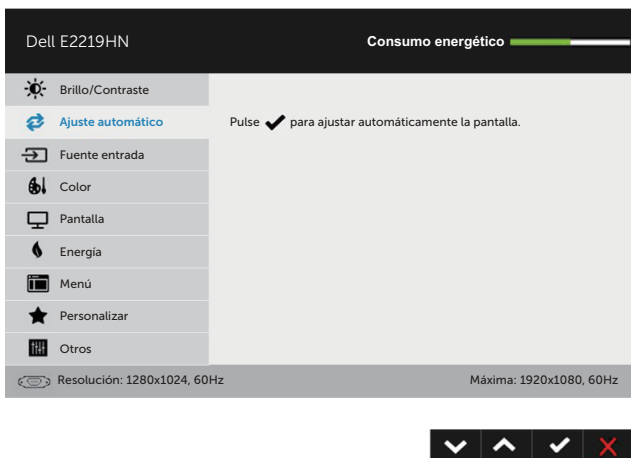 Dell E2219HN
Consumo energético
Brillo/Contraste
Ajuste automático
Pulse ✔ para ajustar automáticamente la pantalla.
Fuente entrada
Color
Pantalla
Energía
Menú
Personalizar
Otros
Resolución: 1280x1024, 60Hz
Máxima: 1920x1080, 60Hz